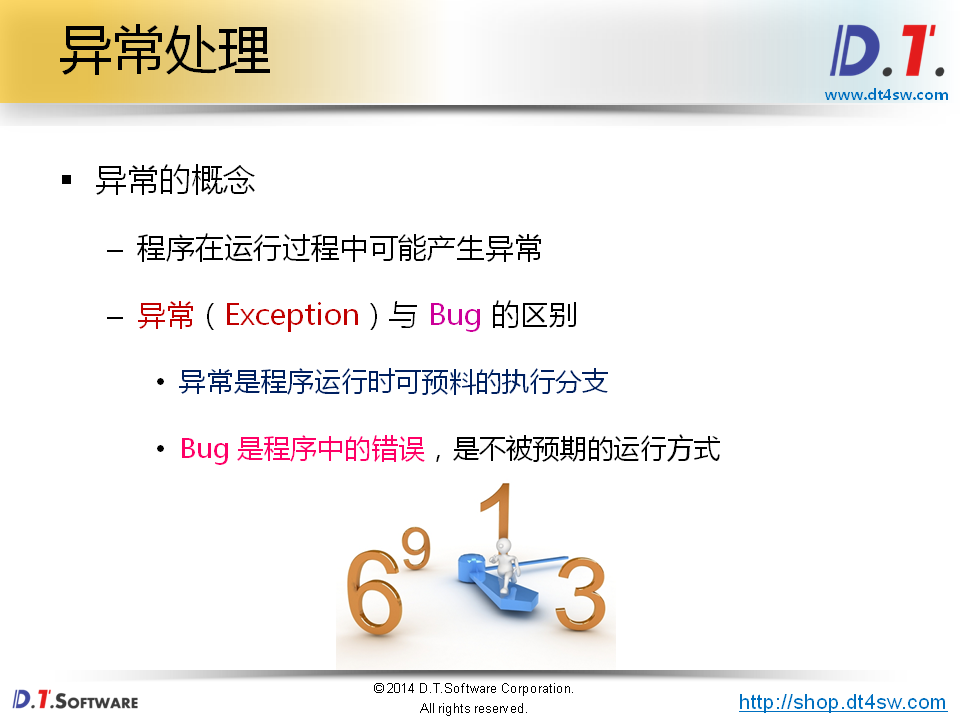 异常处理
D.T.
www.dt4sw.com
▪ 异常的概念
– 程序在运行过程中可能产生异常
– 异常（Exception）与 Bug 的区别
• 异常是程序运行时可预料的执行分支
• Bug 是程序中的错误，是不被预期的运行方式
1
9
6
3
D.T.SOFTWARE
©2014 D.T.Software Corporation.
All rights reserved.
http://shop.dt4sw.com